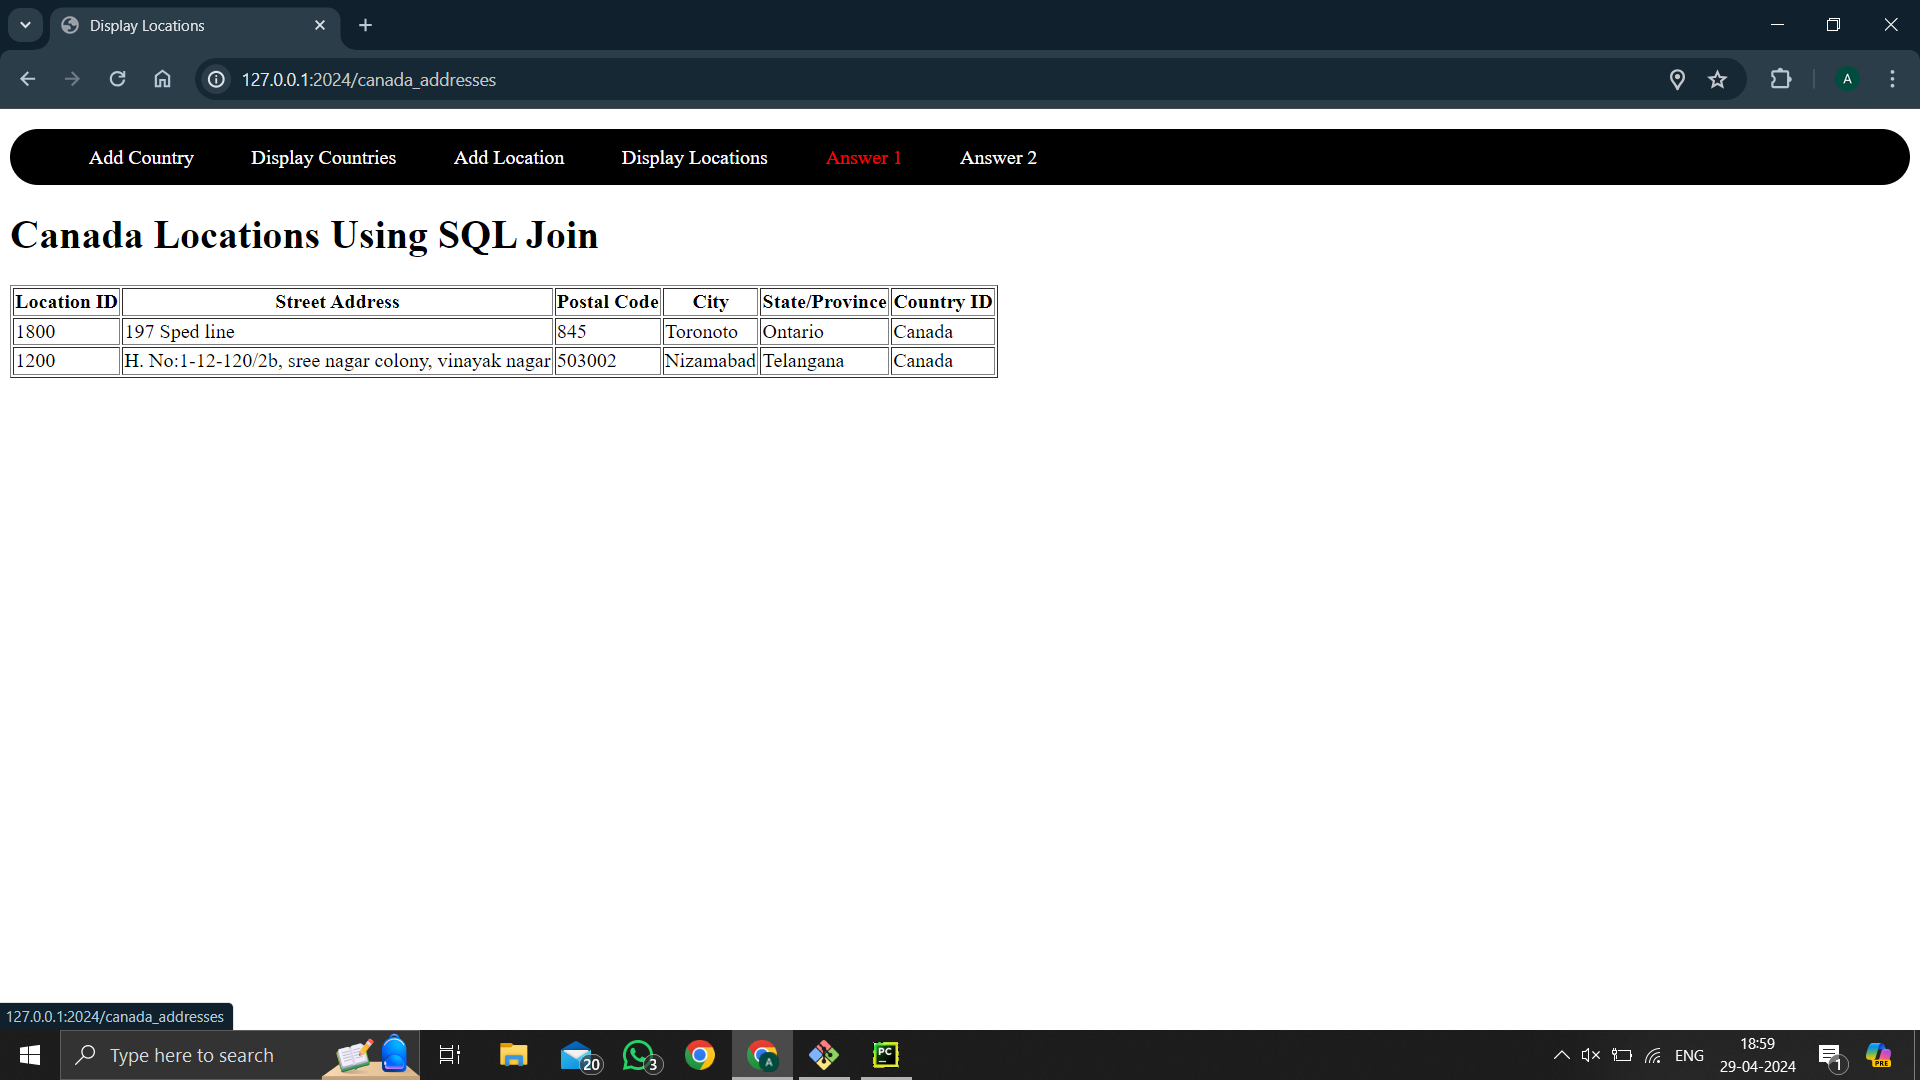 Display Locations
127.0.0.1:2024/canada_addresses
A
Add Country Display Countries Add Location Display Locations Answer 1 Answer 2
Canada Locations Using SQL Join
Location ID Street Address Postal Code City State/Province Country ID
1800 197 Sped line 845 Toronoto Ontario Canada
1200 H. No:1-12-120/2b, sree nagar colony, vinayak nagar 503002 Nizamabad Telangana Canada
127.0.0.1:2024/canada_addresses
Type here to search
20
3
A
PC
ENG
18:59
29-04-2024
1
PRE